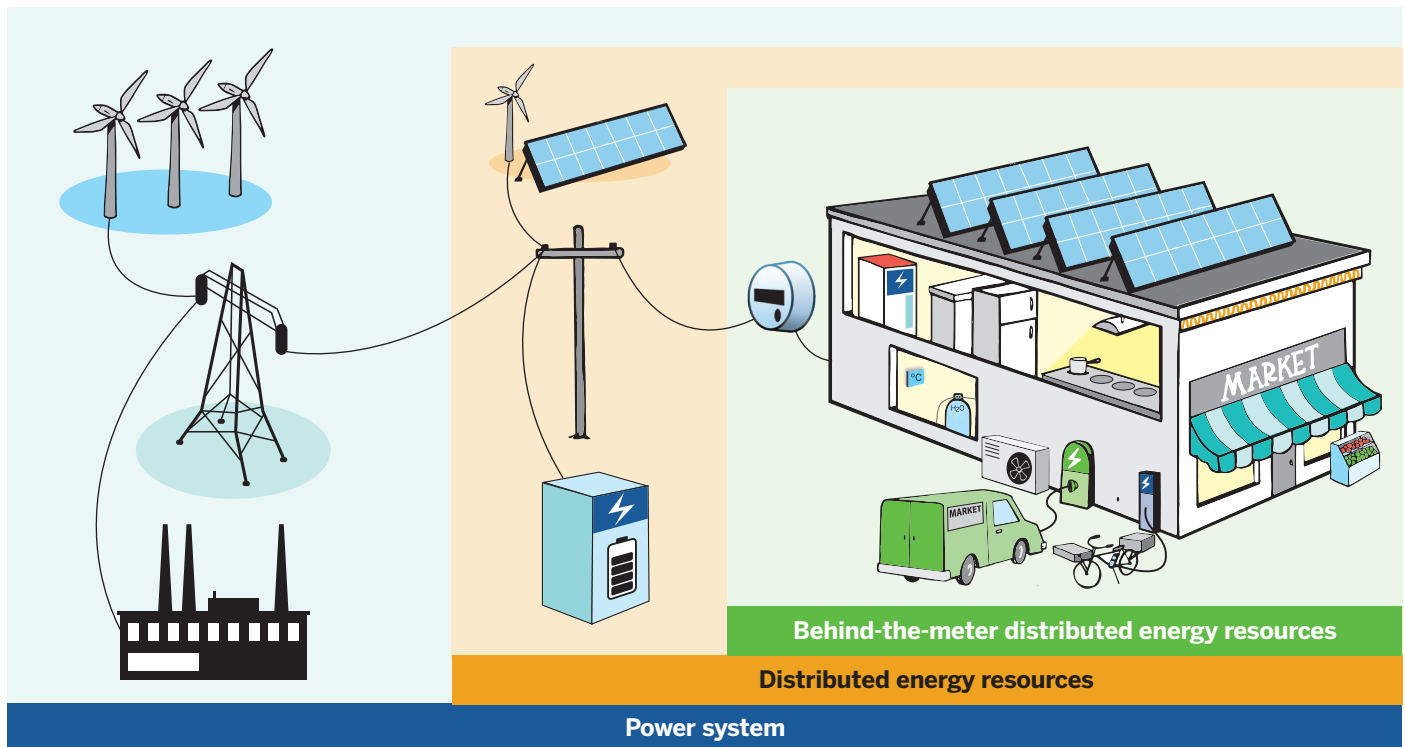 °C
H₂O
MARKET
MARKET
Behind-the-meter distributed energy resources
Distributed energy resources
Power system